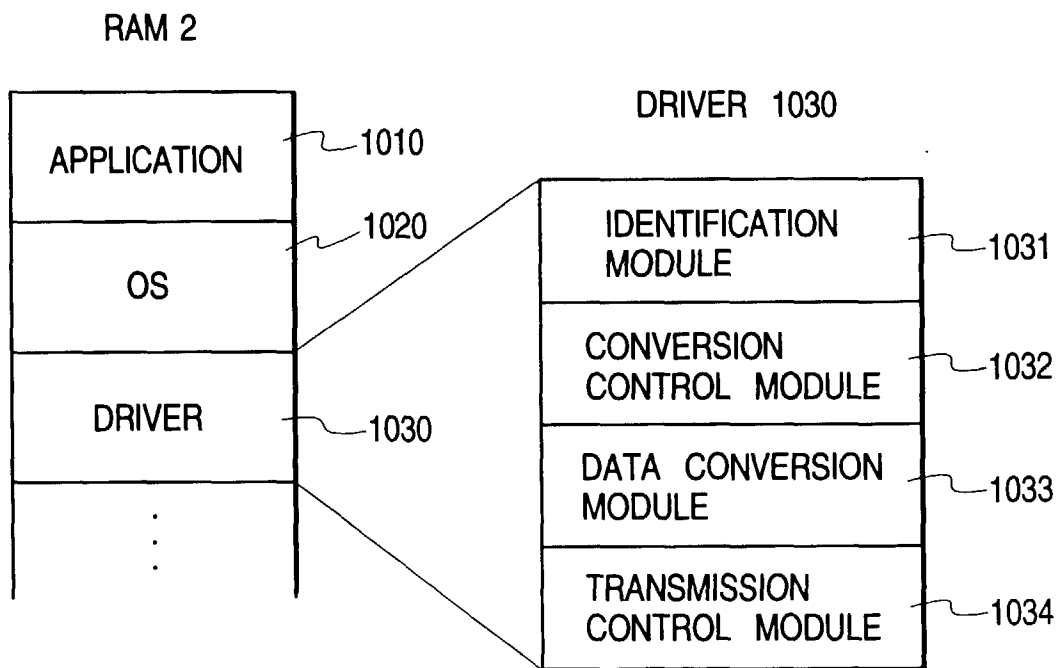 RAM 2
APPLICATION
1010
OS
1020
DRIVER
1030
DRIVER 1030
IDENTIFICATION
MODULE
1031
CONVERSION
CONTROL MODULE
1032
DATA CONVERSION
MODULE
1033
TRANSMISSION
CONTROL MODULE
1034